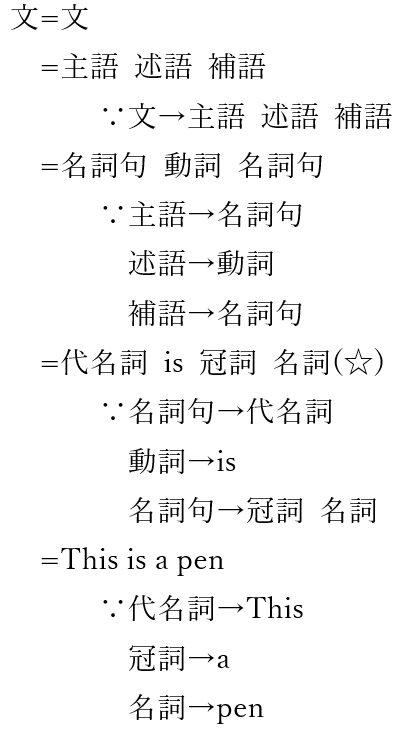 文=文
=主語 述語 補語
∵文→主語 述語 補語
=名詞句 動詞 名詞句
∵主語→名詞句
述語→動詞
補語→名詞句
=代名詞 is 冠詞 名詞(☆)
∵名詞句→代名詞
動詞→is
名詞句→冠詞 名詞
=This is a pen
∵代名詞→This
冠詞→a
名詞→pen